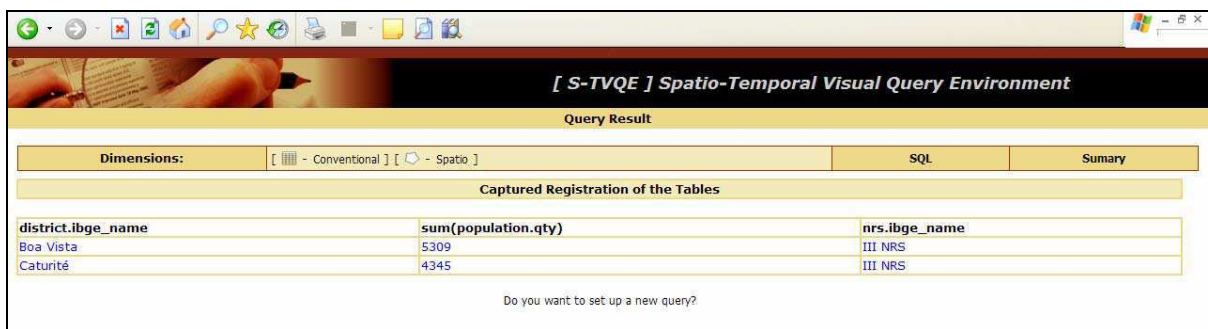 [ S-TVQE ] Spatio-Temporal Visual Query Environment
Query Result
Dimensions: [ - Conventional ] [ - Spatio ] SQL Sumary
Captured Registration of the Tables
district.ibge_name sum(population.qty) nrs.ibge_name
Boa Vista 5309 III NRS
Caturité 4345 III NRS
Do you want to set up a new query?